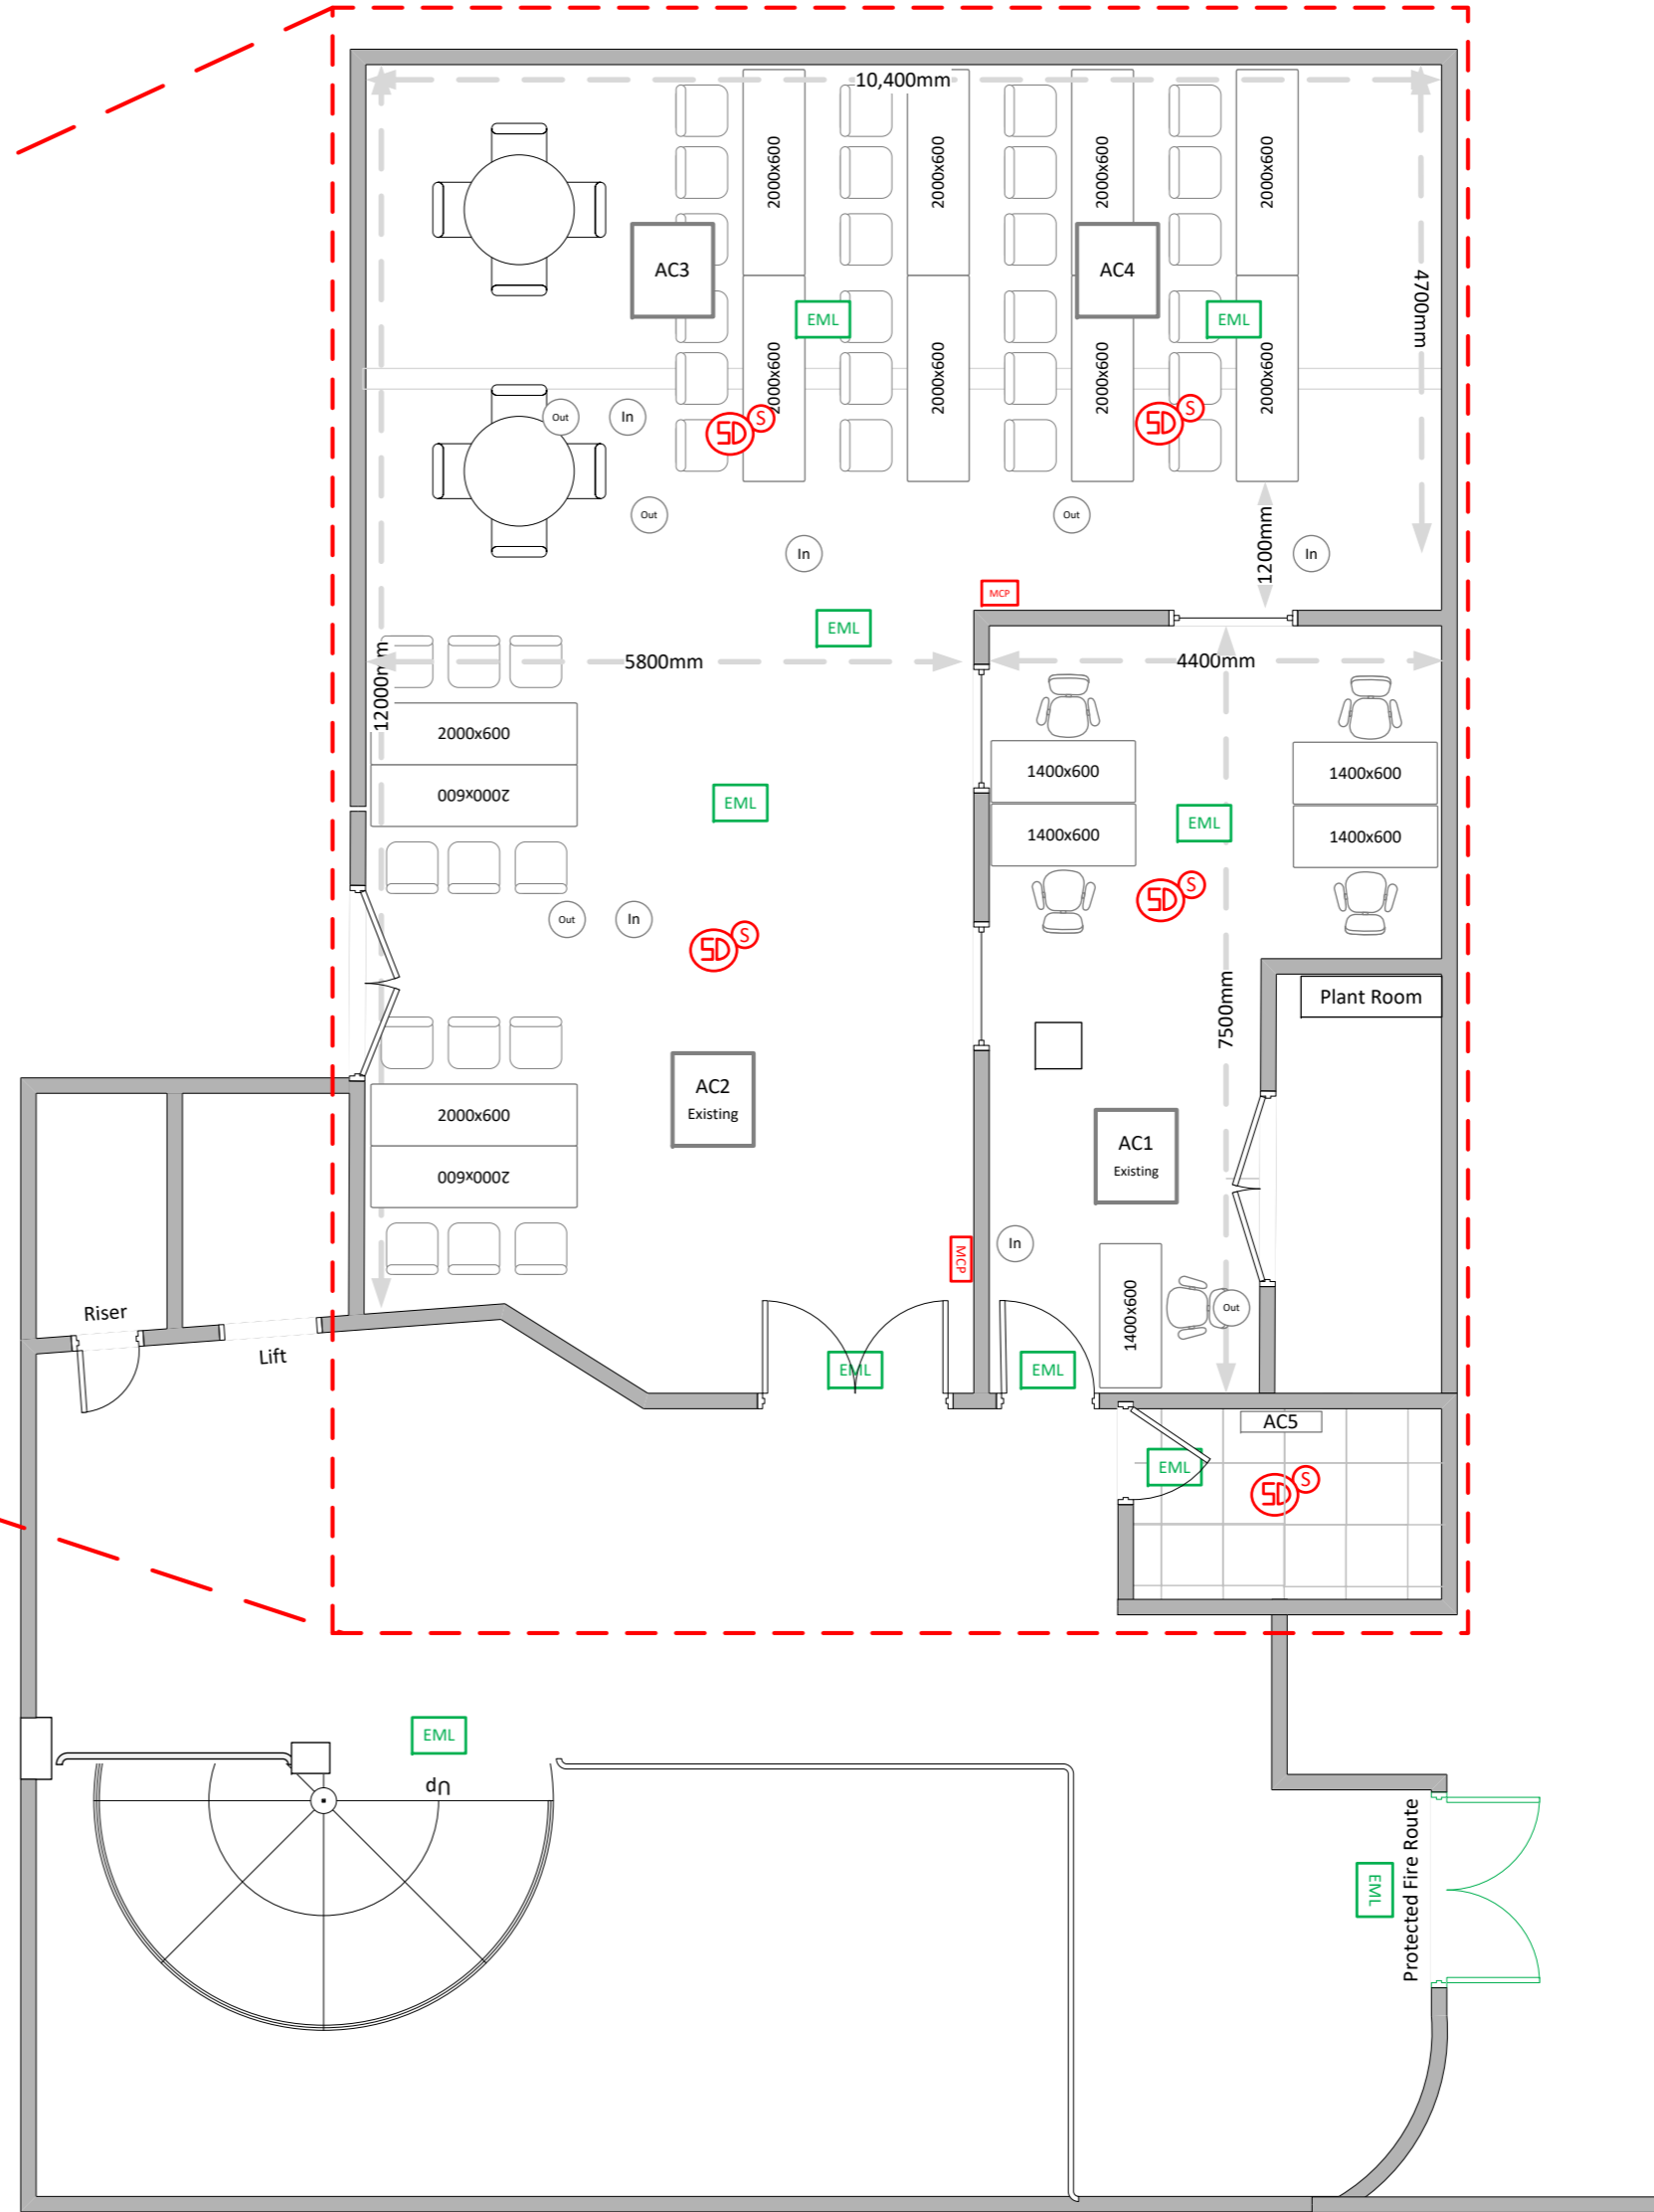 10,400mm
2000x600
2000x600
2000x600
2000x600
AC3
AC4
4700mm
EML
EML
2000x600
2000x600
2000x600
2000x600
Out
In
SD
S
SD
S
Out
Out
In
In
1200mm
MCP
EML
5800mm
4400mm
12000mm
2000x600
2000x600
1400x600
1400x600
EML
EML
1400x600
1400x600
SD
S
Out
In
SD
S
Plant Room
7500mm
AC2
Existing
AC1
Existing
2000x600
2000x600
MCP
In
1400x600
Out
Riser
Lift
EML
EML
AC5
EML
SD
S
EML
Up
Protected Fire Route
EML